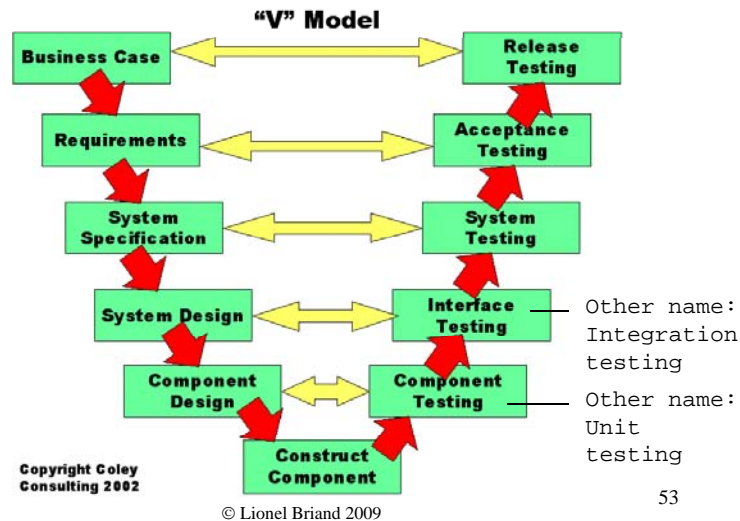 “V” Model
Business Case
Release
Testing
Requirements
Acceptance
Testing
System
Specification
System
Testing
System Design
Interface
Testing
Other name:
Integration
testing
Component
Design
Component
Testing
Other name:
Unit
testing
Construct
Component
Copyright Coley
Consulting 2002
© Lionel Briand 2009
53